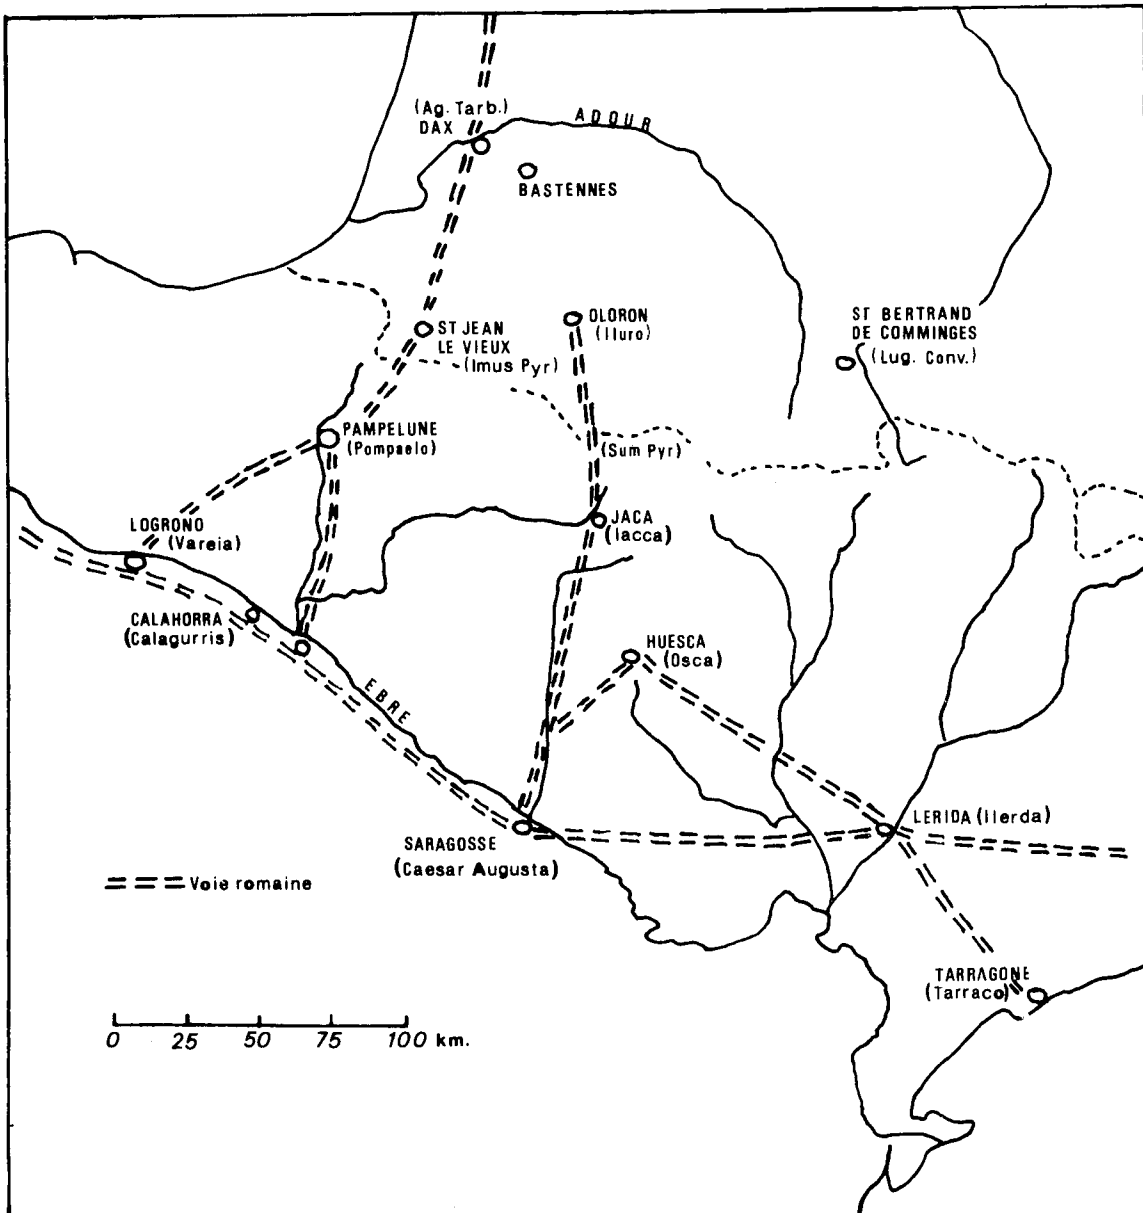 (Ag. Tarb.)
DAX
ADOUR
BASTENNES
ST JEAN
LE VIEUX
(Imus Pyr)
OLORON
(Iluro)
ST BERTRAND
DE COMMINGES
(Lug. Conv.)
PAMPELUNE
(Pompaelo)
(Sum Pyr)
LOGRONO
(Vareia)
JACA
(Iacca)
CALAHORRA
(Calagurris)
HUESCA
(Osca)
EBRE
SARAGOSSE
(Caesar Augusta)
LERIDA (Ilerda)
Voie romaine
TARRAGONE
(Tarraco)
0 25 50 75 100 km.